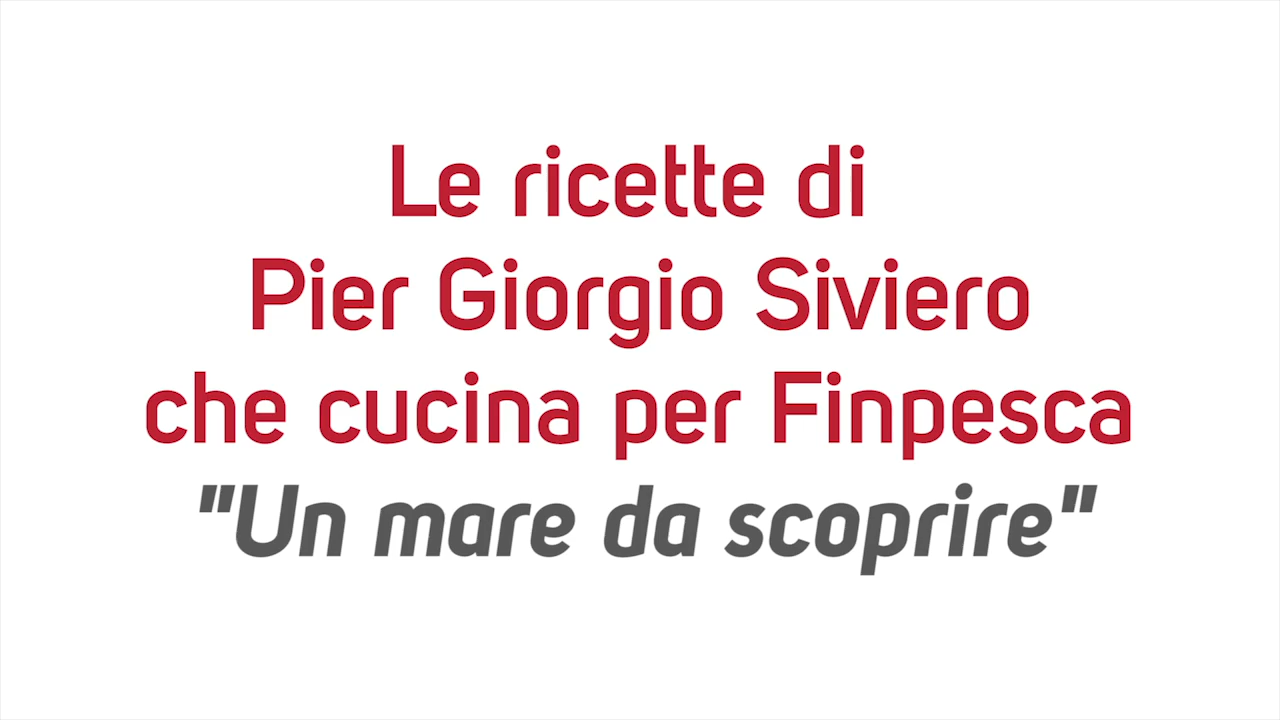 Le ricette di
Pier Giorgio Siviero
che cucina per Finpesca
"Un mare da scoprire"